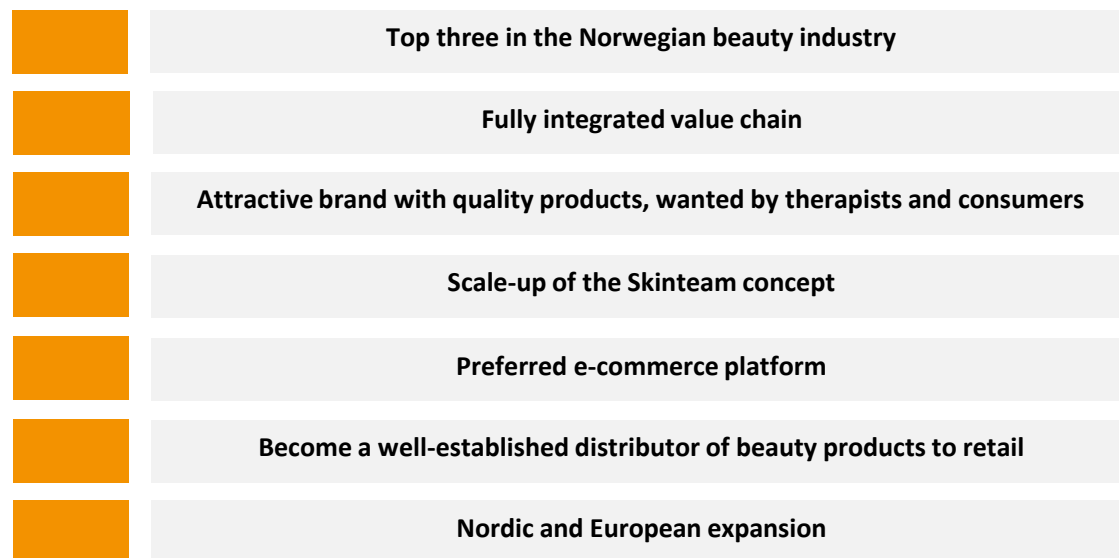 Top three in the Norwegian beauty industry
Fully integrated value chain
Attractive brand with quality products, wanted by therapists and consumers
Scale-up of the Skinteam concept
Preferred e-commerce platform
Become a well-established distributor of beauty products to retail
Nordic and European expansion